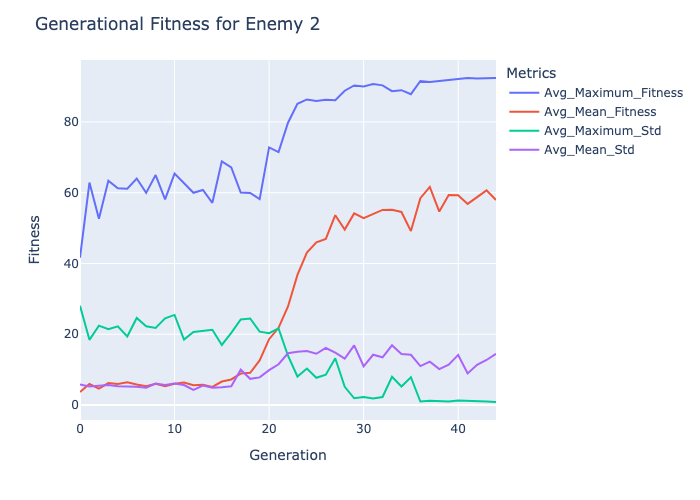 Generational Fitness for Enemy 2
Metrics
Avg_Maximum_Fitness
Avg_Mean_Fitness
Avg_Maximum_Std
Avg_Mean_Std
Fitness
80
60
40
20
0
0 10 20 30 40
Generation